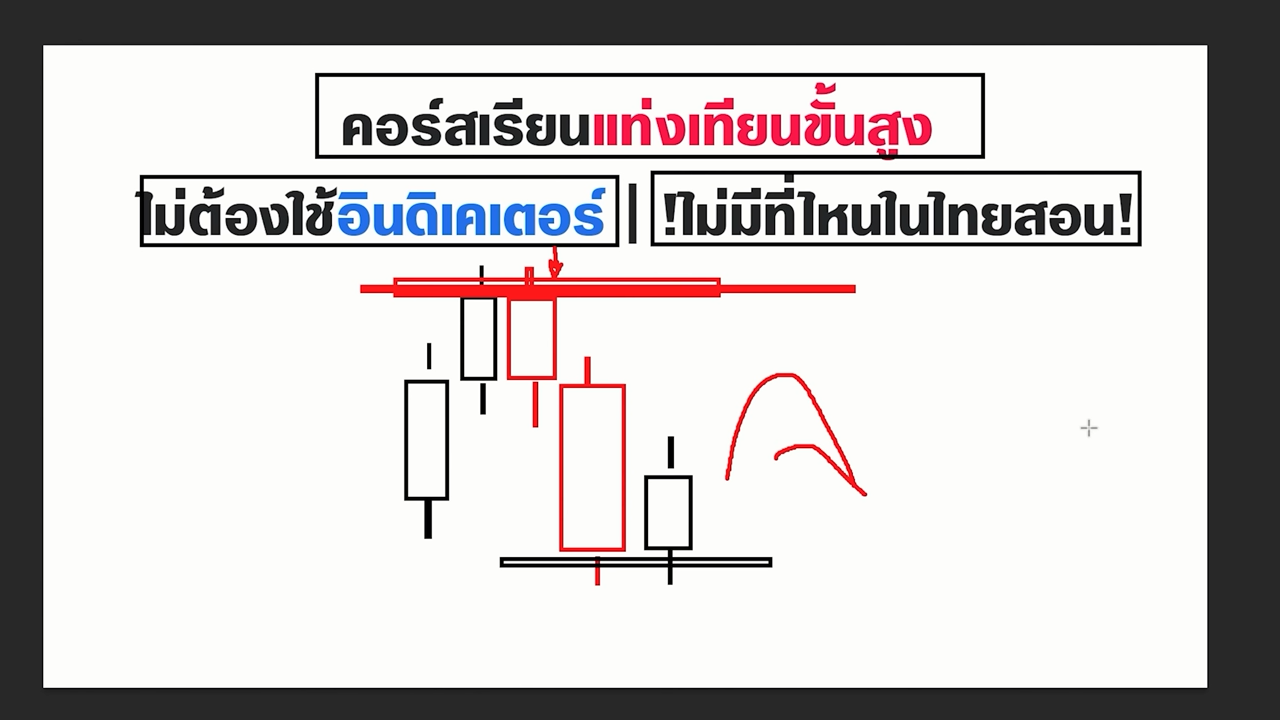 คอร์สเรียนแท่งเทียนขั้นสูง
ไม่ต้องใช้อินดิเคเตอร์ | !ไม่มีที่ไหนในไทยสอน!